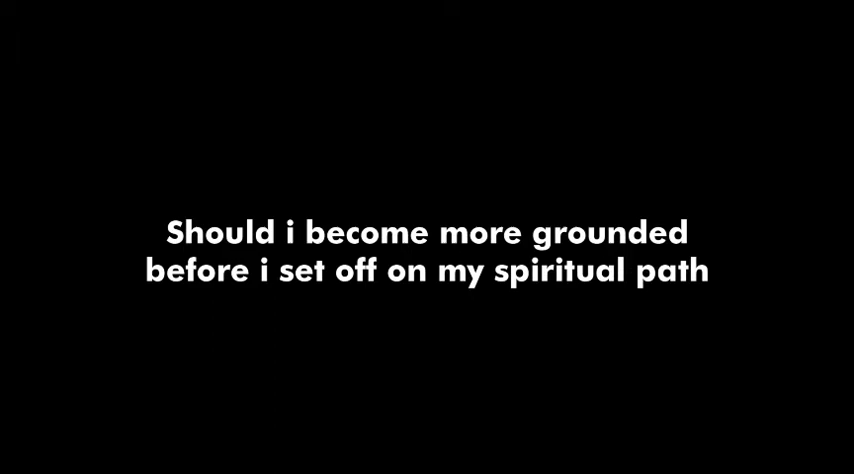 Should i become more grounded
before i set off on my spiritual path